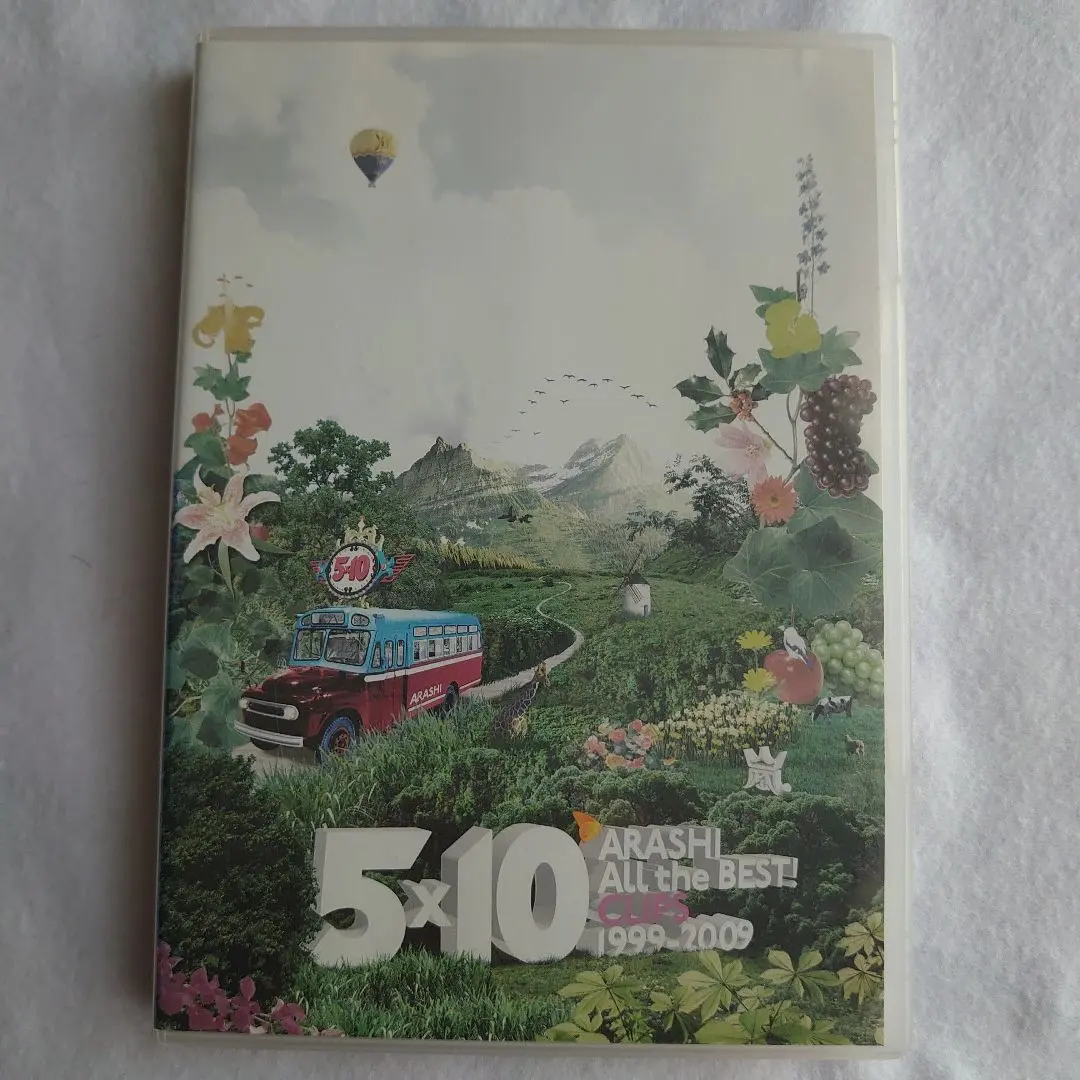 5×10
ARASHI
5×10
ARASHI
All the BEST!
CLIPS
1999-2009
嵐